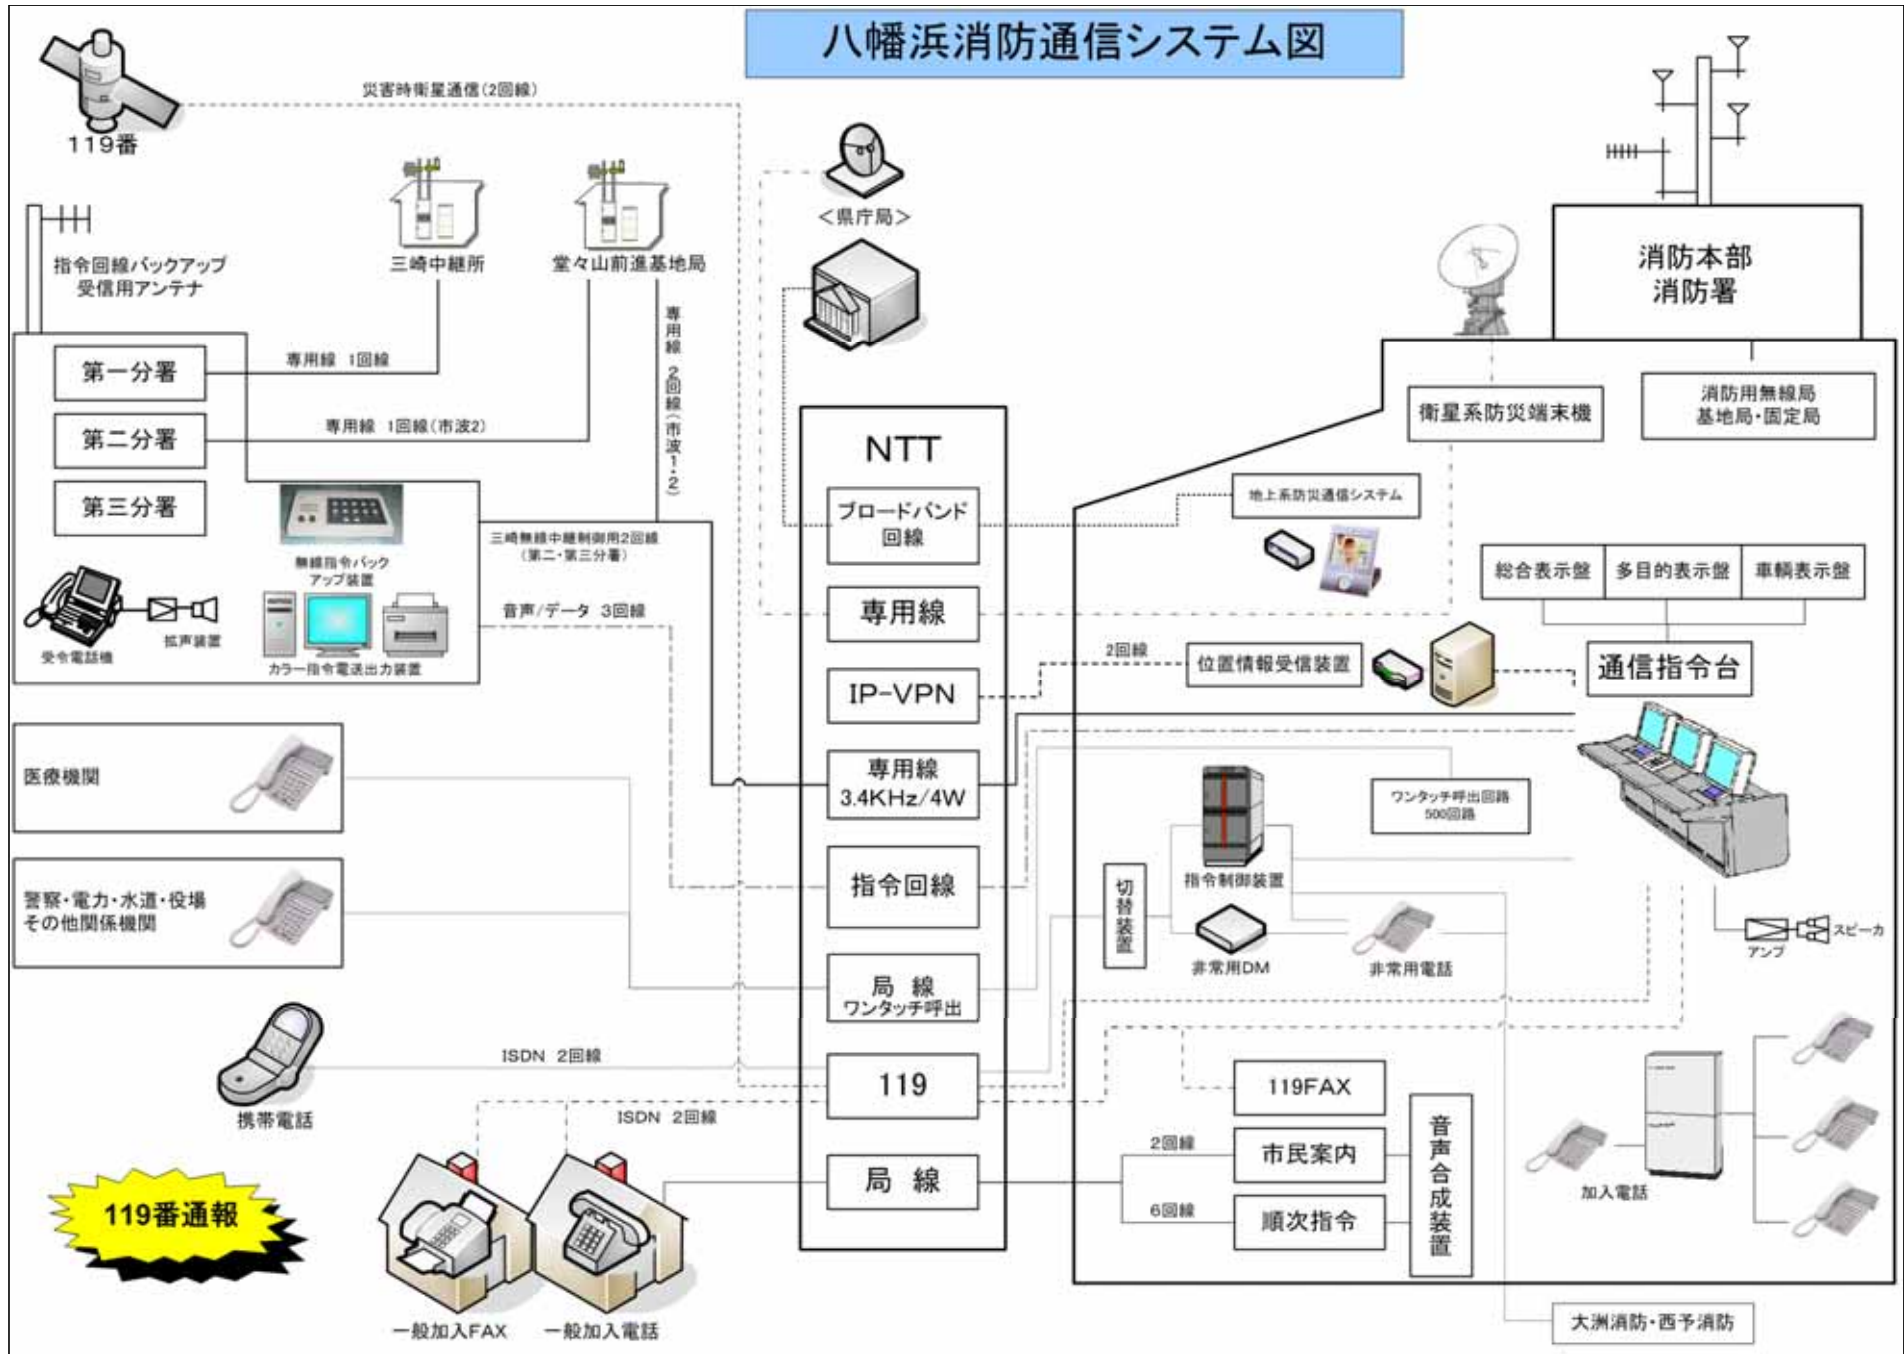 八幡浜消防通信システム図
災害時衛星通信(2回線)
119番
<県庁局>
指令回線バックアップ
受信用アンテナ
三崎中継所
堂々山前進基地局
専用線 2回線(市波1・2)
消防本部
消防署
第一分署
専用線 1回線
第二分署
専用線 1回線(市波2)
第三分署
無線指令バック
アップ装置
三崎無線中継制御用2回線
(第二・第三分署)
受令電話機
拡声装置
カラー指令電送出力装置
音声/データ 3回線
衛星系防災端末機
消防用無線局
基地局・固定局
NTT
ブロードバンド
回線
地上系防災通信システム
専用線
総合表示盤
多目的表示盤
車輌表示盤
IP-VPN
2回線
位置情報受信装置
通信指令台
専用線
3.4KHz/4W
医療機関
ワンタッチ呼出回路
500回路
指令回線
指令制御装置
切替装置
警察・電力・水道・役場
その他関係機関
非常用DM
非常用電話
アンプ
スピーカ
局 線
ワンタッチ呼出
ISDN 2回線
119
携帯電話
ISDN 2回線
119FAX
2回線
市民案内
音声合成装置
局 線
6回線
順次指令
加入電話
119番通報
一般加入FAX
一般加入電話
大洲消防・西予消防